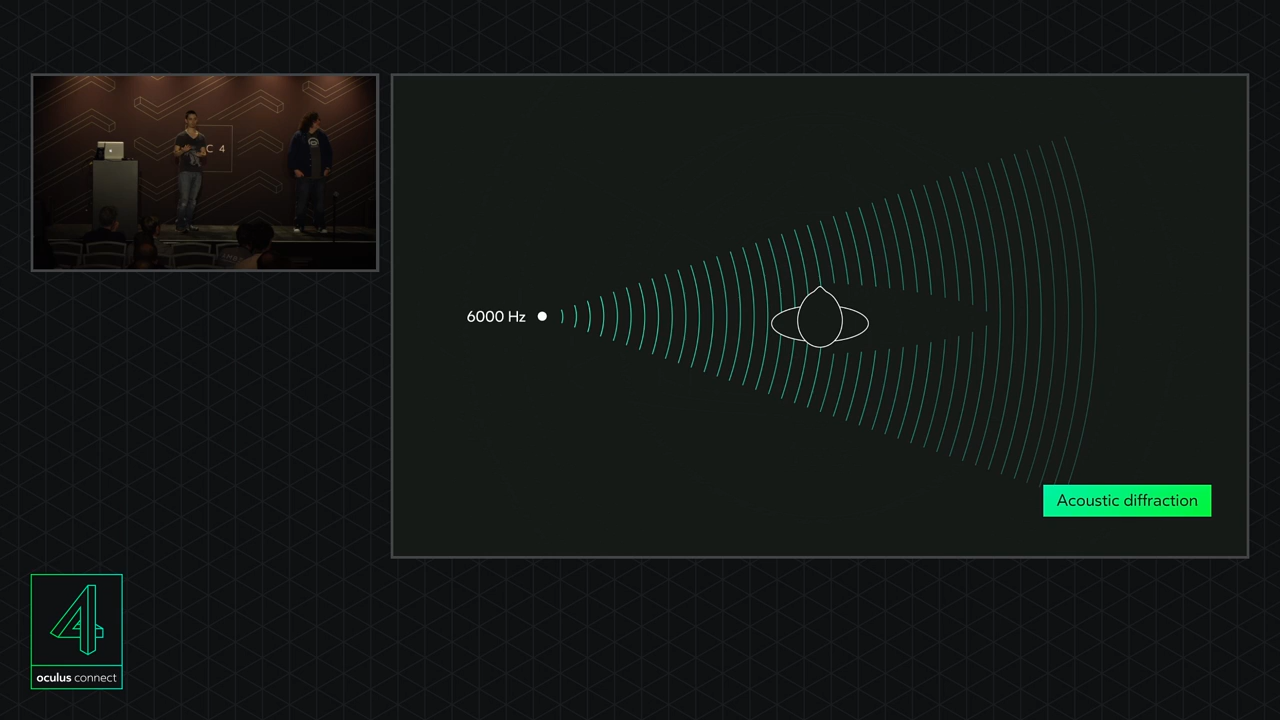 C 4
6000 Hz
Acoustic diffraction
4
oculus connect